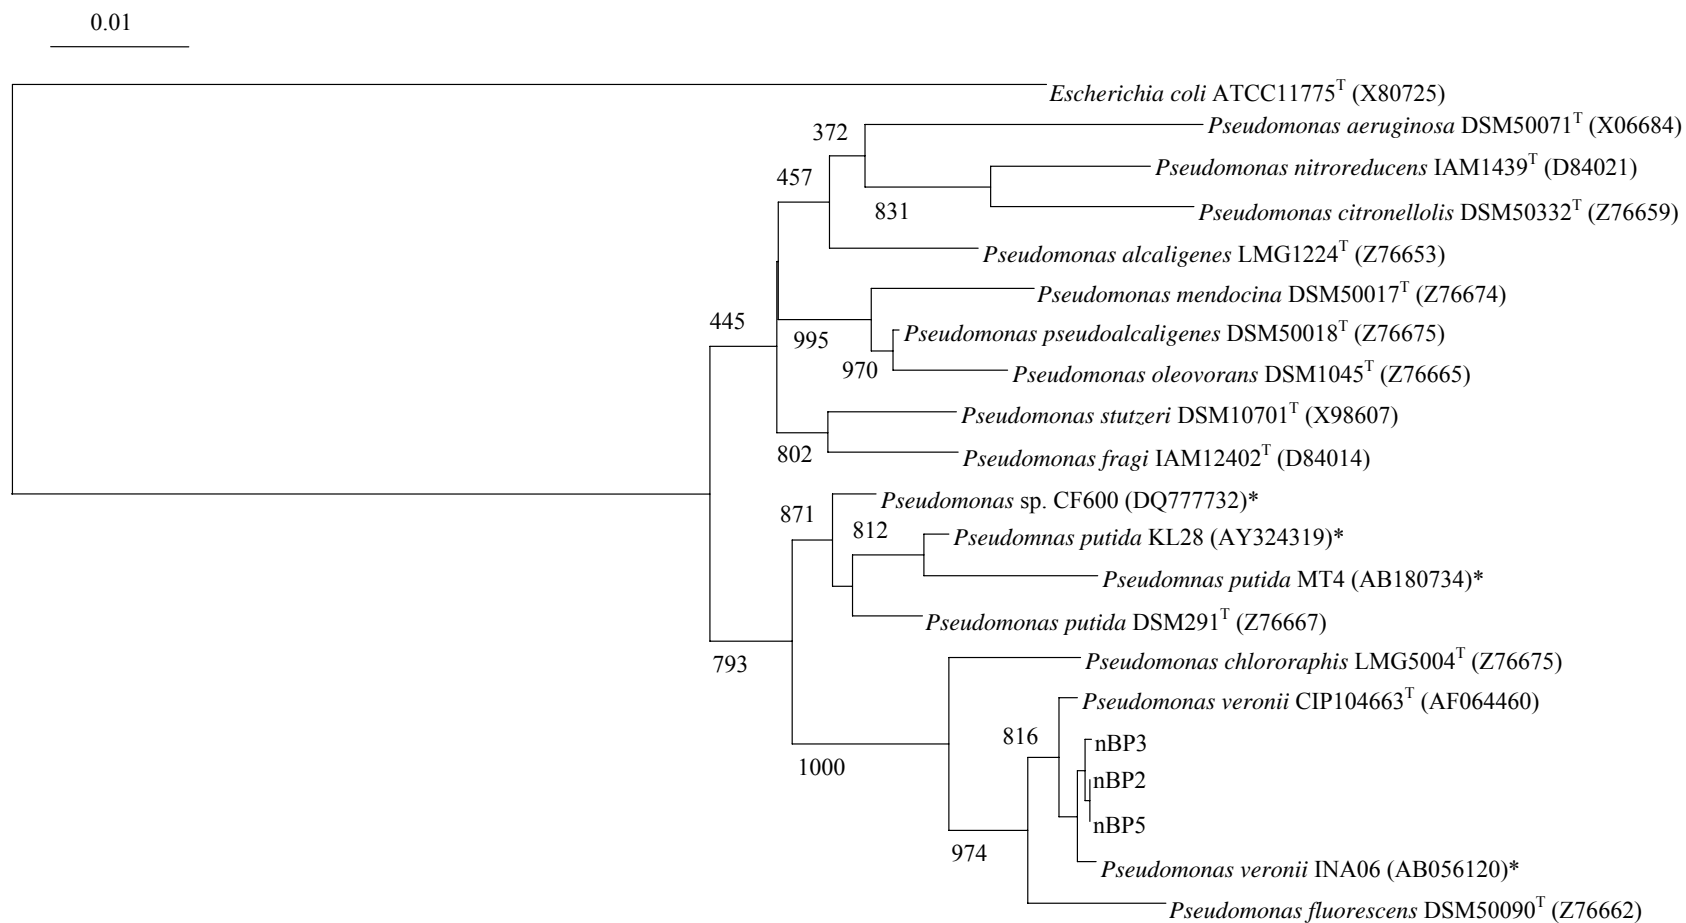 0.01
Escherichia coli ATCC11775T (X80725)
Pseudomonas aeruginosa DSM50071T (X06684)
372
Pseudomonas nitroreducens IAM1439T (D84021)
457
831
Pseudomonas citronellolis DSM50332T (Z76659)
Pseudomonas alcaligenes LMG1224T (Z76653)
Pseudomonas mendocina DSM50017T (Z76674)
445
995
Pseudomonas pseudoalcaligenes DSM50018T (Z76675)
970
Pseudomonas oleovorans DSM1045T (Z76665)
Pseudomonas stutzeri DSM10701T (X98607)
802
Pseudomonas fragi IAM12402T (D84014)
Pseudomonas sp. CF600 (DQ777732)*
871
812
Pseudomnas putida KL28 (AY324319)*
Pseudomnas putida MT4 (AB180734)*
Pseudomonas putida DSM291T (Z76667)
793
Pseudomonas chlororaphis LMG5004T (Z76675)
Pseudomonas veronii CIP104663T (AF064460)
816
nBP3
1000
nBP2
nBP5
974
Pseudomonas veronii INA06 (AB056120)*
Pseudomonas fluorescens DSM50090T (Z76662)